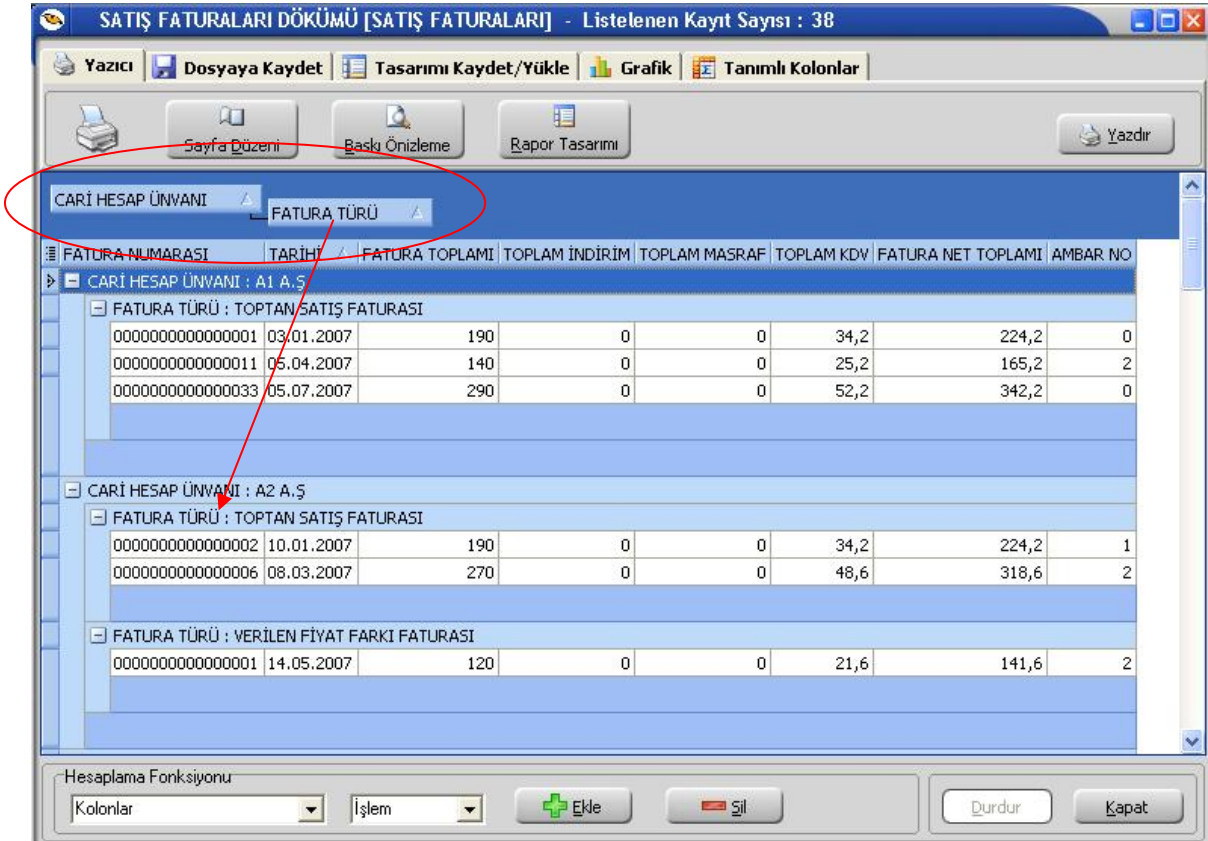 SATIŞ FATURALARI DÖKÜMÜ [SATIŞ FATURALARI] - Listelenen Kayıt Sayısı : 38
Yazıcı Dosyaya Kaydet Tasarımı Kaydet/Yükle Grafik Tanımlı Kolonlar
Sayfa Düzeni Baskı Önizleme Rapor Tasarımı Yazdır
CARİ HESAP ÜNVANI
FATURA TÜRÜ
FATURA NUMARASI TARİHİ FATURA TOPLAMI TOPLAM İNDİRİM TOPLAM MASRAF TOPLAM KDV FATURA NET TOPLAMI AMBAR NO
CARİ HESAP ÜNVANI : A1 A.Ş
FATURA TÜRÜ : TOPTAN SATIŞ FATURASI
0000000000000001 03.01.2007 190 0 0 34,2 224,2 0
0000000000000011 05.04.2007 140 0 0 25,2 165,2 2
0000000000000033 05.07.2007 290 0 0 52,2 342,2 0
CARİ HESAP ÜNVANI : A2 A.Ş
FATURA TÜRÜ : TOPTAN SATIŞ FATURASI
0000000000000002 10.01.2007 190 0 0 34,2 224,2 1
0000000000000006 08.03.2007 270 0 0 48,6 318,6 2
FATURA TÜRÜ : VERİLEN FİYAT FARKI FATURASI
0000000000000001 14.05.2007 120 0 0 21,6 141,6 2
Hesaplama Fonksiyonu
Kolonlar İşlem Ekle Sil Durdur Kapat